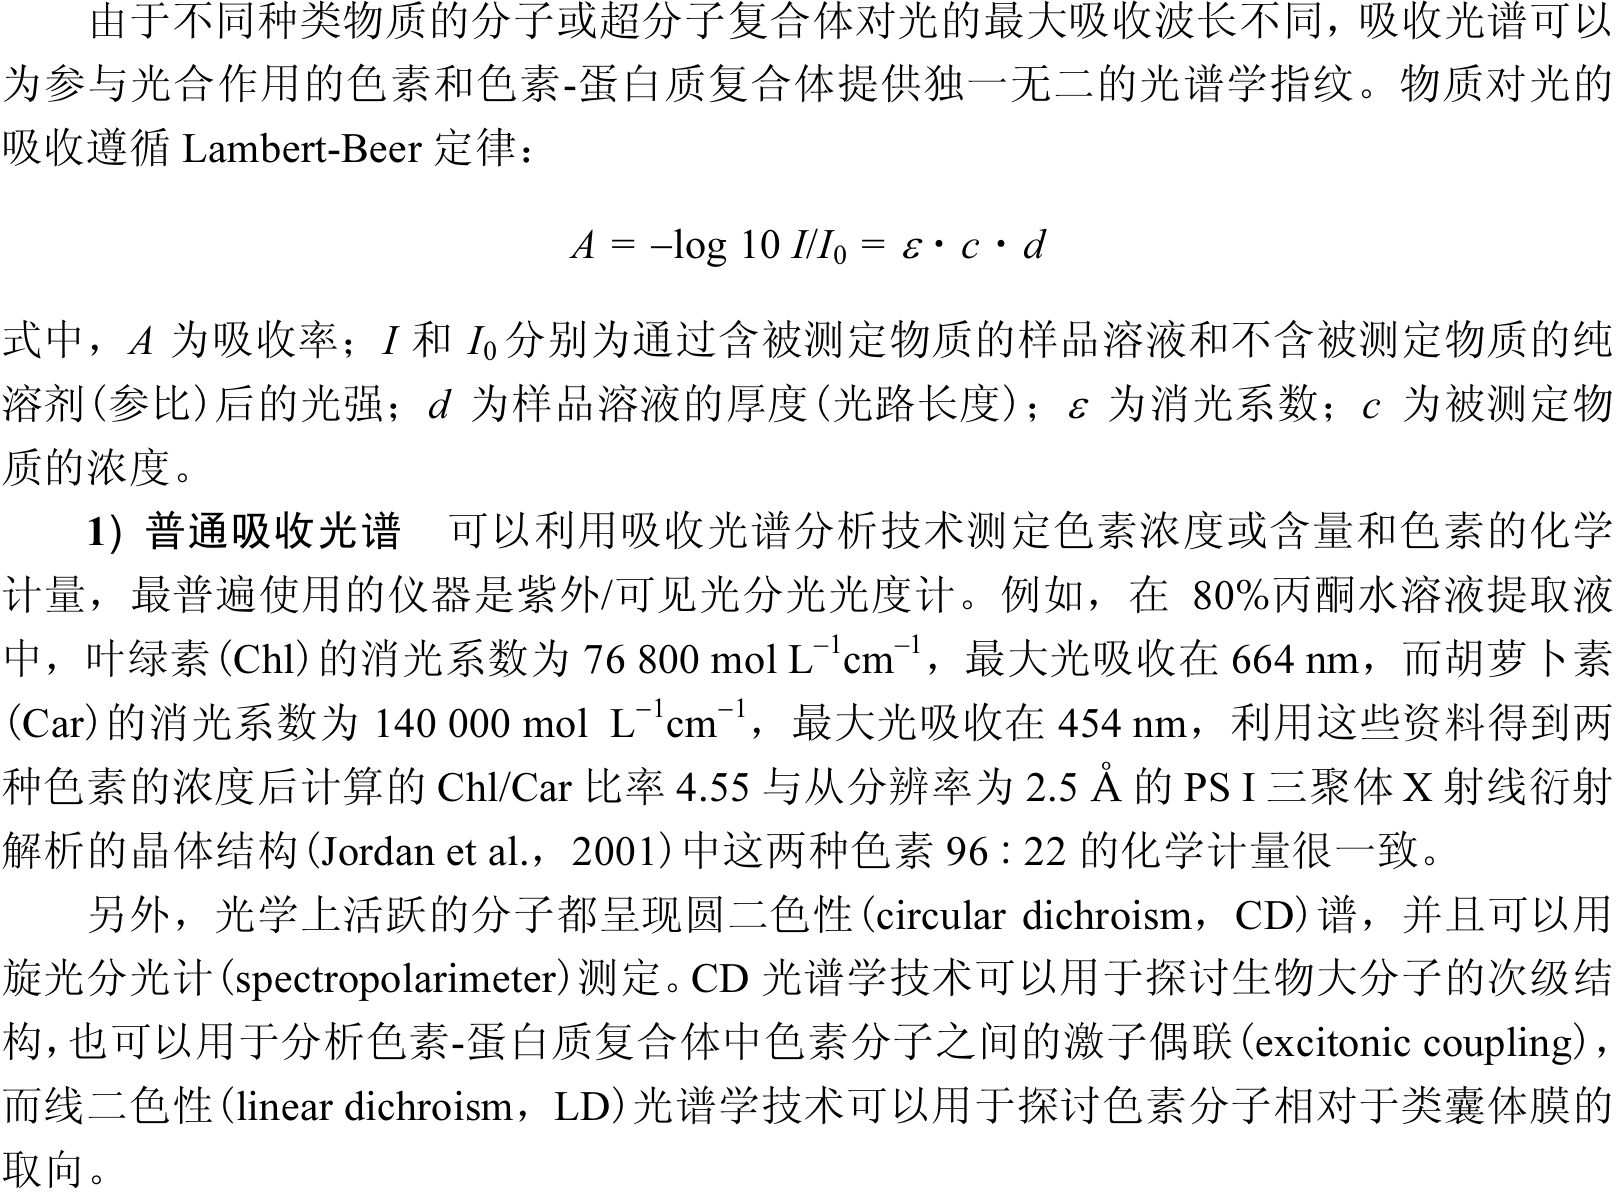 由于不同种类物质的分子或超分子复合体对光的最大吸收波长不同，吸收光谱可以
为参与光合作用的色素和色素-蛋白质复合体提供独一无二的光谱学指纹。物质对光的
吸收遵循 Lambert-Beer 定律：
A = –log 10 I/I₀ = ε · c · d
式中，A 为吸收率；I 和 I₀分别为通过含被测定物质的样品溶液和不含被测定物质的纯
溶剂(参比)后的光强；d 为样品溶液的厚度(光路长度)；ε 为消光系数；c 为被测定物
质的浓度。
1) 普通吸收光谱 可以利用吸收光谱分析技术测定色素浓度或含量和色素的化学
计量，最普遍使用的仪器是紫外/可见光分光光度计。例如，在 80%丙酮水溶液提取液
中，叶绿素(Chl)的消光系数为 76 800 mol L⁻¹cm⁻¹，最大光吸收在 664 nm，而胡萝卜素
(Car)的消光系数为 140 000 mol L⁻¹cm⁻¹，最大光吸收在 454 nm，利用这些资料得到两
种色素的浓度后计算的 Chl/Car 比率 4.55 与从分辨率为 2.5 Å 的 PS I 三聚体 X 射线衍射
解析的晶体结构(Jordan et al.，2001)中这两种色素 96 : 22 的化学计量很一致。
另外，光学上活跃的分子都呈现圆二色性(circular dichroism，CD)谱，并且可以用
旋光分光计(spectropolarimeter)测定。CD 光谱学技术可以用于探讨生物大分子的次级结
构，也可以用于分析色素-蛋白质复合体中色素分子之间的激子偶联(excitonic coupling)，
而线二色性(linear dichroism，LD)光谱学技术可以用于探讨色素分子相对于类囊体膜的
取向。